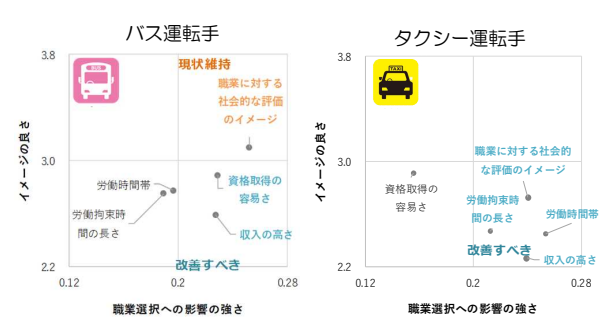 バス運転手
3.8
現状維持
BUS
職業に対する
社会的な評価
のイメージ
イメージの良さ
3.0
労働時間帯
資格取得の
容易さ
労働拘束時
間の長さ
収入の高さ
改善すべき
2.2
0.12
0.2
0.28
職業選択への影響の強さ
タクシー運転手
3.8
TAXI
職業に対する社会的
な評価のイメージ
イメージの良さ
3.0
資格取得の
容易さ
労働拘束時
間の長さ
労働時間帯
改善すべき
収入の高さ
2.2
0.12
0.2
0.28
職業選択への影響の強さ